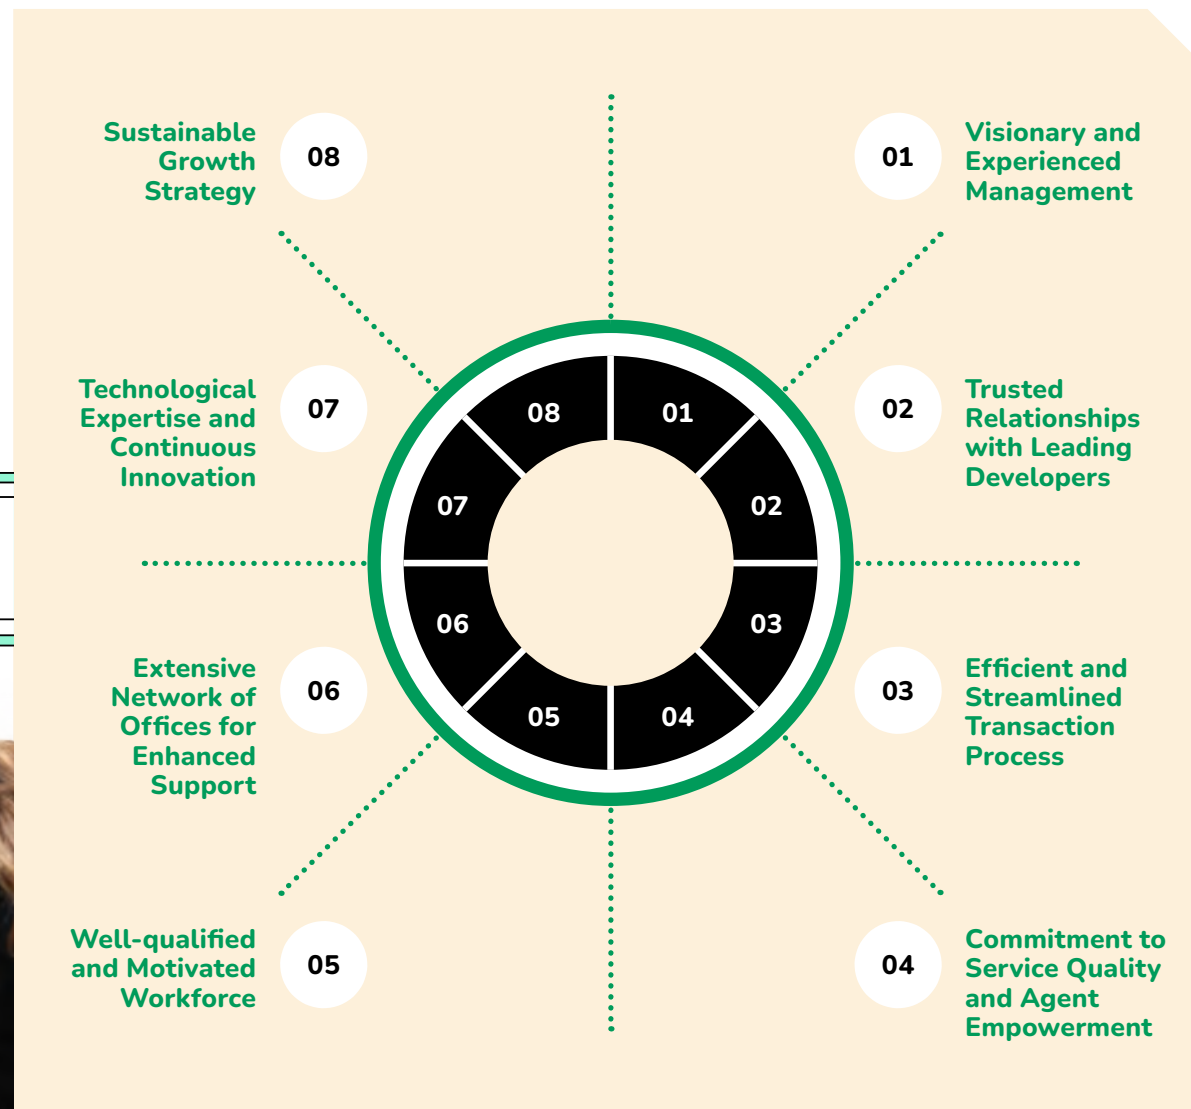 01
Visionary and
Experienced
Management
02
Trusted
Relationships
with Leading
Developers
03
Efficient and
Streamlined
Transaction
Process
04
Commitment to
Service Quality
and Agent
Empowerment
05
Well-qualified
and Motivated
Workforce
06
Extensive
Network of
Offices for
Enhanced
Support
07
Technological
Expertise and
Continuous
Innovation
08
Sustainable
Growth
Strategy
01
02
03
04
05
06
07
08